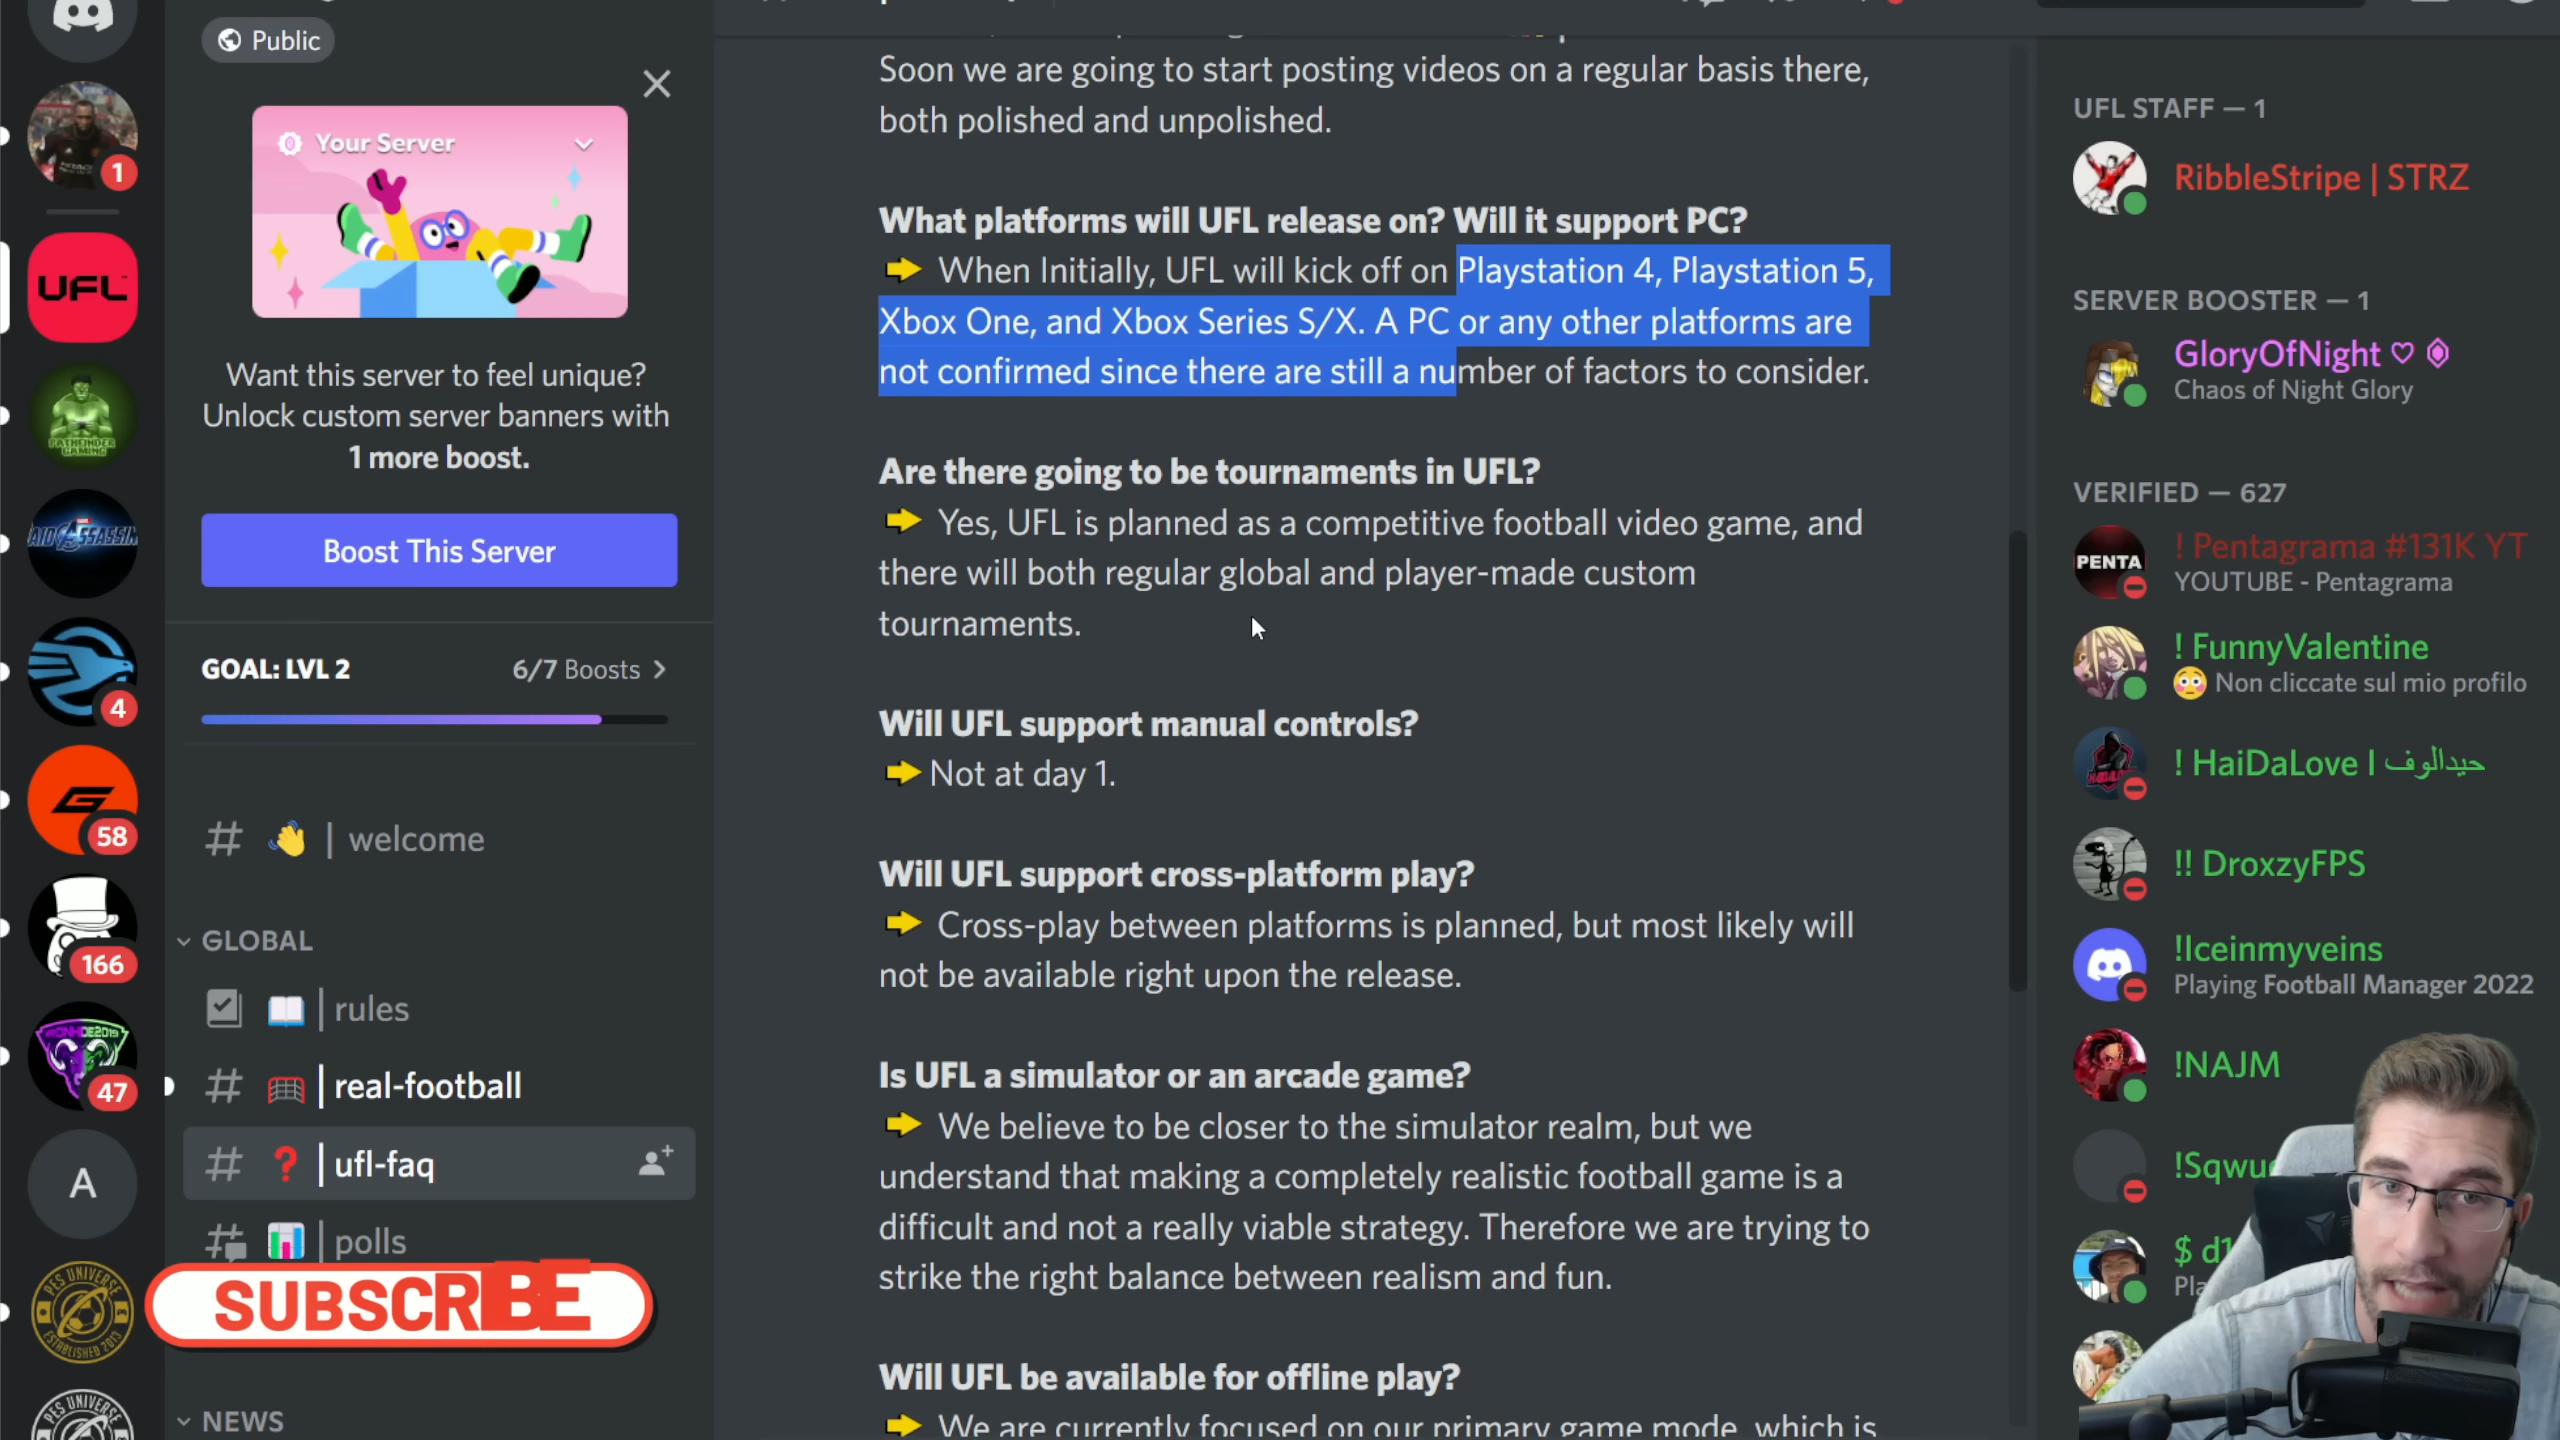 Public
Your Server
Want this server to feel unique?
Unlock custom server banners with
1 more boost.
Boost This Server
GOAL: LVL 2
6/7 Boosts
# 👋 | welcome
GLOBAL
📖 | rules
# 🥅 | real-football
# ❓ | ufl-faq
📊 | polls
SUBSCRIBE
NEWS
1
UFL
PATHFINDER
GAMING
4
58
166
47
A
PES UNIVERSE
ESTABLISHED 2013
PES UNIVERSE
Soon we are going to start posting videos on a regular basis there,
both polished and unpolished.
What platforms will UFL release on? Will it support PC?
When Initially, UFL will kick off on Playstation 4, Playstation 5,
Xbox One, and Xbox Series S/X. A PC or any other platforms are
not confirmed since there are still a number of factors to consider.
Are there going to be tournaments in UFL?
Yes, UFL is planned as a competitive football video game, and
there will both regular global and player-made custom
tournaments.
Will UFL support manual controls?
Not at day 1.
Will UFL support cross-platform play?
Cross-play between platforms is planned, but most likely will
not be available right upon the release.
Is UFL a simulator or an arcade game?
We believe to be closer to the simulator realm, but we
understand that making a completely realistic football game is a
difficult and not a really viable strategy. Therefore we are trying to
strike the right balance between realism and fun.
Will UFL be available for offline play?
We are currently focused on our primary game mode, which is
UFL STAFF — 1
RibbleStripe | STRZ
SERVER BOOSTER — 1
GloryOfNight ♡
Chaos of Night Glory
VERIFIED — 627
PENTA
! Pentagrama #131K YT
YOUTUBE - Pentagrama
! FunnyValentine
😳 Non cliccate sul mio profilo
! HaiDaLove | حيدالوف
!! DroxzyFPS
!Iceinmyveins
Playing Football Manager 2022
!NAJM
!Sqwu
$ d1
Pla